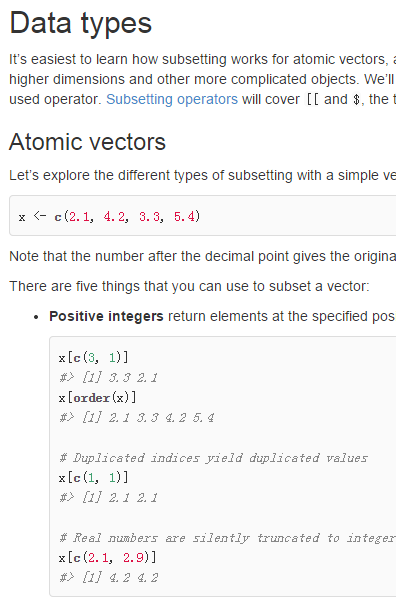 Data types
It's easiest to learn how subsetting works for atomic vectors,
higher dimensions and other more complicated objects. We'll
used operator. Subsetting operators will cover [[ and $, the
Atomic vectors
Let's explore the different types of subsetting with a simple
x <- c(2.1, 4.2, 3.3, 5.4)
Note that the number after the decimal point gives the
There are five things that you can use to subset a vector:
• Positive integers return elements at the specified
x[c(3, 1)]
#> [1] 3.3 2.1
x[order(x)]
#> [1] 2.1 3.3 4.2 5.4
# Duplicated indices yield duplicated values
x[c(1, 1)]
#> [1] 2.1 2.1
# Real numbers are silently truncated to integer
x[c(2.1, 2.9)]
#> [1] 4.2 4.2